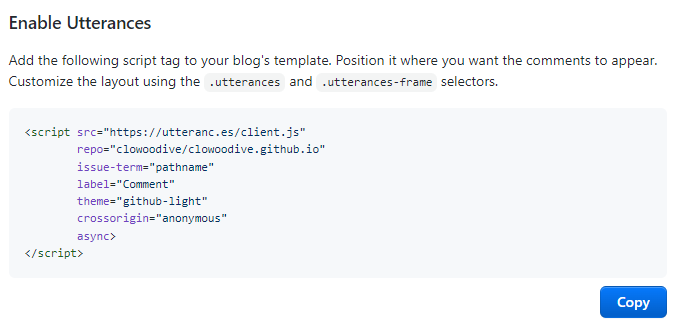 Enable Utterances
Add the following script tag to your blog's template. Position it where you want the comments to appear.
Customize the layout using the .utterances and .utterances-frame selectors.
<script src="https://utteranc.es/client.js"
        repo="clowoodive/clowoodive.github.io"
        issue-term="pathname"
        label="Comment"
        theme="github-light"
        crossorigin="anonymous"
        async>
</script>
Copy